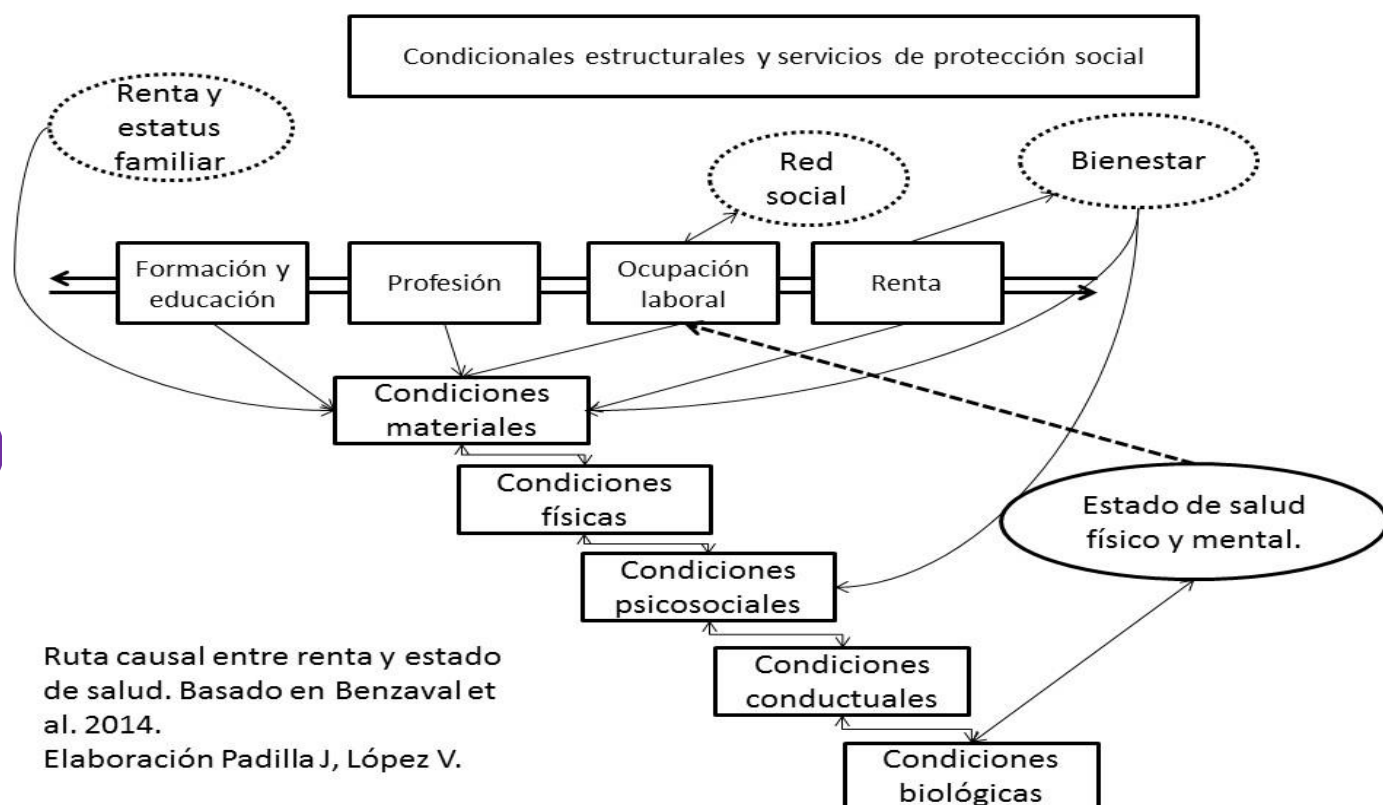 Condicionales estructurales y servicios de protección social
Renta y
estatus
familiar
Red
social
Bienestar
Formación y
educación
Profesión
Ocupación
laboral
Renta
Condiciones
materiales
Condiciones
físicas
Estado de salud
físico y mental.
Condiciones
psicosociales
Condiciones
conductuales
Condiciones
biológicas
Ruta causal entre renta y estado
de salud. Basado en Benzaval et
al. 2014.
Elaboración Padilla J, López V.